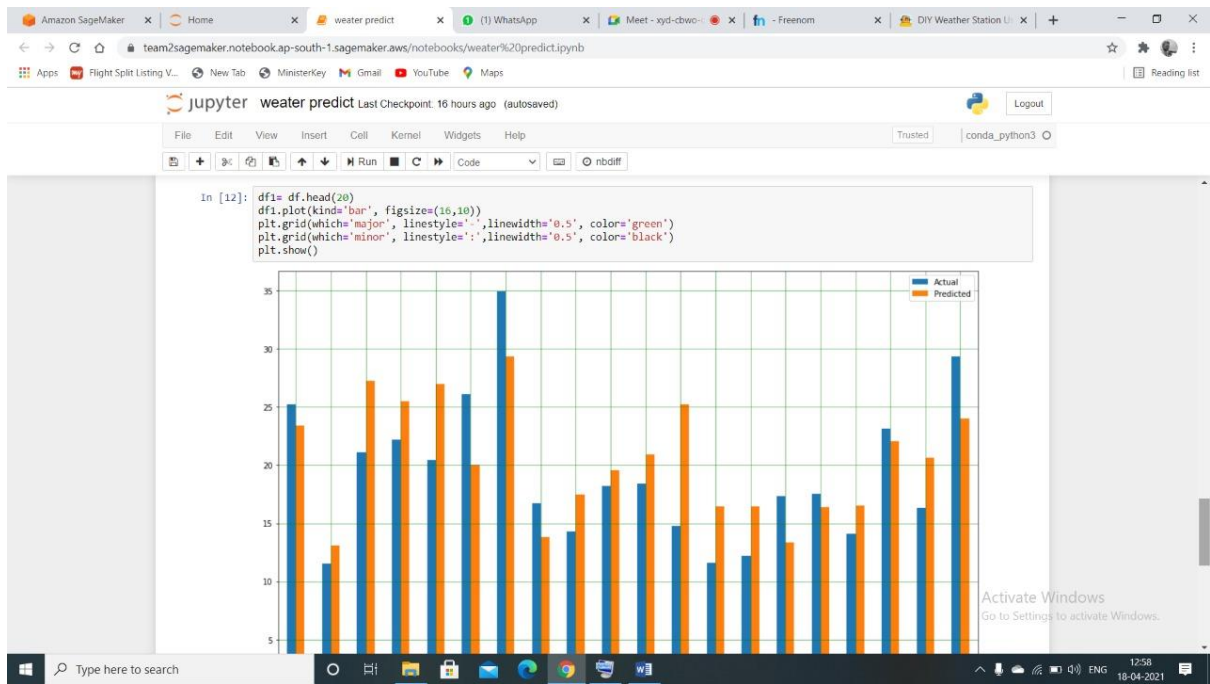 Amazon SageMaker
Home
weater predict
(1) WhatsApp
Meet - xyd-cbwo-
fn - Freenom
DIY Weather Station U
team2sagemaker.notebook.ap-south-1.sagemaker.aws/notebooks/weater%20predict.ipynb
Apps Flight Split Listing V... New Tab MinisterKey Gmail YouTube Maps Reading list
jupyter weater predict Last Checkpoint: 16 hours ago (autosaved) Logout
File Edit View Insert Cell Kernel Widgets Help Trusted conda_python3
Run Code nbdiff
In [12]: df1= df.head(20)
df1.plot(kind='bar', figsize=(16,10))
plt.grid(which='major', linestyle='-',linewidth='0.5', color='green')
plt.grid(which='minor', linestyle=':',linewidth='0.5', color='black')
plt.show()
Actual
Predicted
35
30
25
20
15
10
5
Activate Windows
Go to Settings to activate Windows.
Type here to search
ENG
12:58
18-04-2021